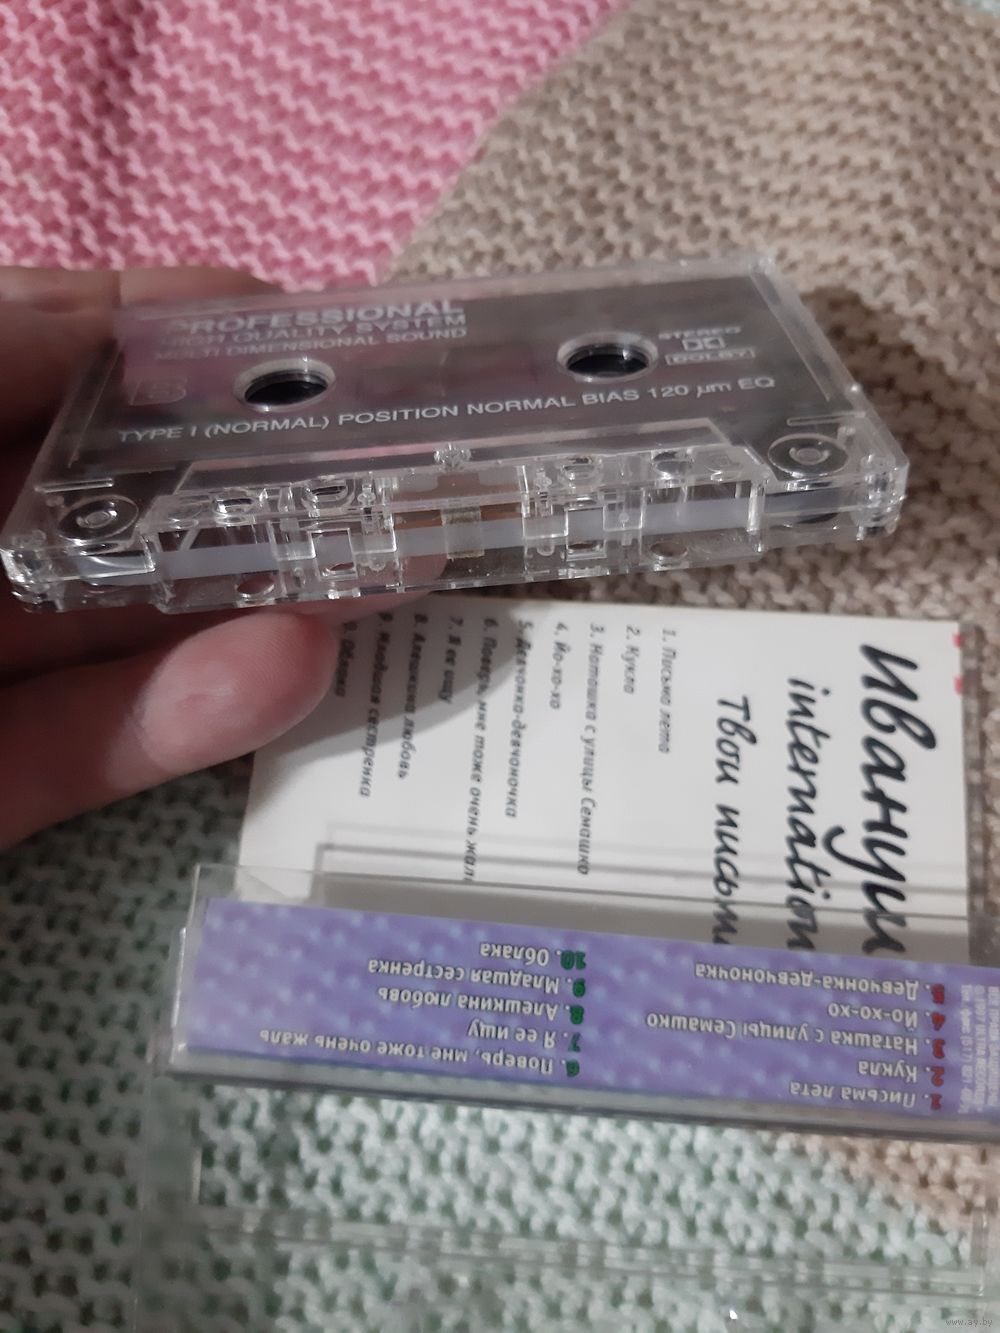 PROFESSIONAL
HIGH QUALITY SYSTEM
MULTI DIMENSIONAL SOUND
B
STEREO
DOLBY
TYPE I (NORMAL) POSITION NORMAL BIAS 120 µm EQ
Иванушки
international
Твои письма
1. Письма лета
2. Кукла
3. Наташка с улицы Семашко
4. Йо-хо-хо
5. Девчонка-девчоночка
6. Поверь, мне тоже очень жаль
7. Я ее ищу
8. Алешкина любовь
9. Младшая сестренка
Облака
1. Письма лета
2. Кукла
3. Наташка с улицы Семашко
4. Йо-хо-хо
5. Девчонка-девчоночка
6. Поверь, мне тоже очень жаль
7. Я ее ищу
8. Алешкина любовь
9. Младшая сестренка
10. Облака
www.ay.by